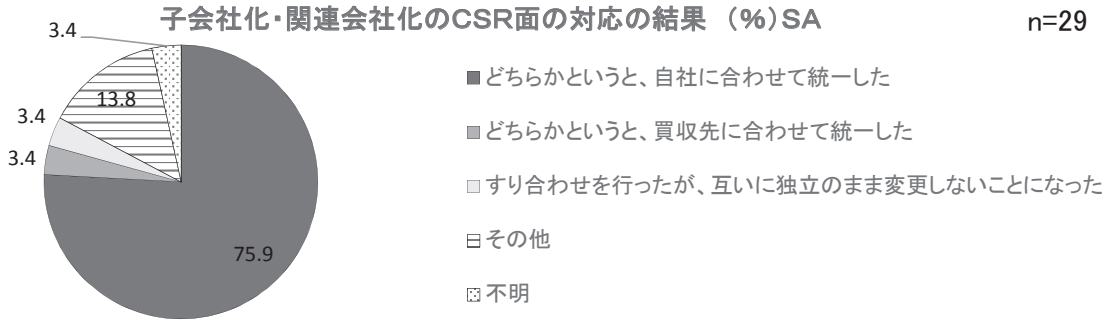 子会社化・関連会社化のCSR面の対応の結果 (%)SA
n=29
3.4
13.8
3.4
3.4
75.9
どちらかというと、自社に合わせて統一した
どちらかというと、買収先に合わせて統一した
すり合わせを行ったが、互いに独立のまま変更しないことになった
その他
不明